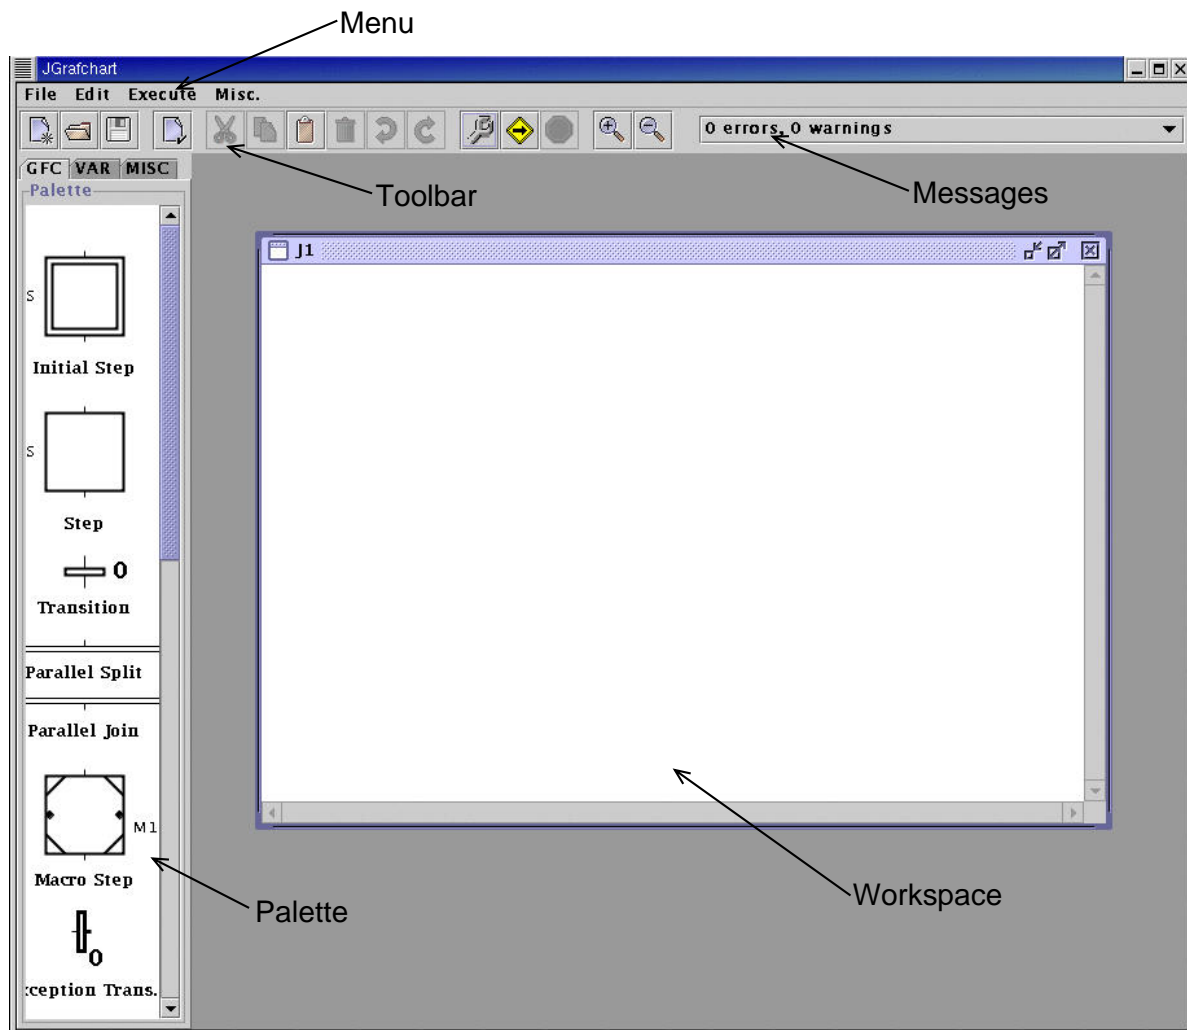 Menu
JGrafchart
File Edit Execute Misc.
0 errors, 0 warnings
GFC VAR MISC
Palette
Toolbar
Messages
J1
S
Initial Step
S
Step
0
Transition
Parallel Split
Parallel Join
M1
Macro Step
Palette
Workspace
0
ception Trans.